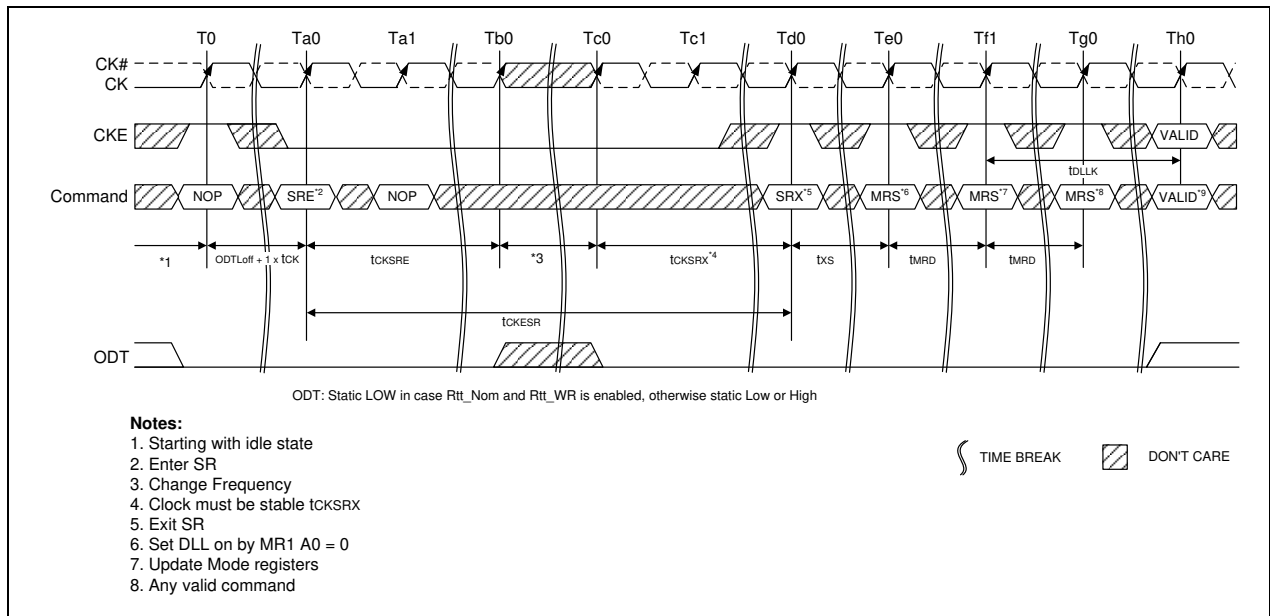 T0 Ta0 Ta1 Tb0 Tc0 Tc1 Td0 Te0 Tf1 Tg0 Th0
CK#
CK
CKE
VALID
tDLLK
Command
NOP SRE*2 NOP SRX*5 MRS*6 MRS*7 MRS*8 VALID*9
*1 ODTLoff + 1 x tCK tCKSRE *3 tCKSRX*4 tXS tMRD tMRD
tCKESR
ODT
ODT: Static LOW in case Rtt_Nom and Rtt_WR is enabled, otherwise static Low or High
Notes:
1. Starting with idle state
2. Enter SR
3. Change Frequency
4. Clock must be stable tCKSRX
5. Exit SR
6. Set DLL on by MR1 A0 = 0
7. Update Mode registers
8. Any valid command
TIME BREAK
DON'T CARE